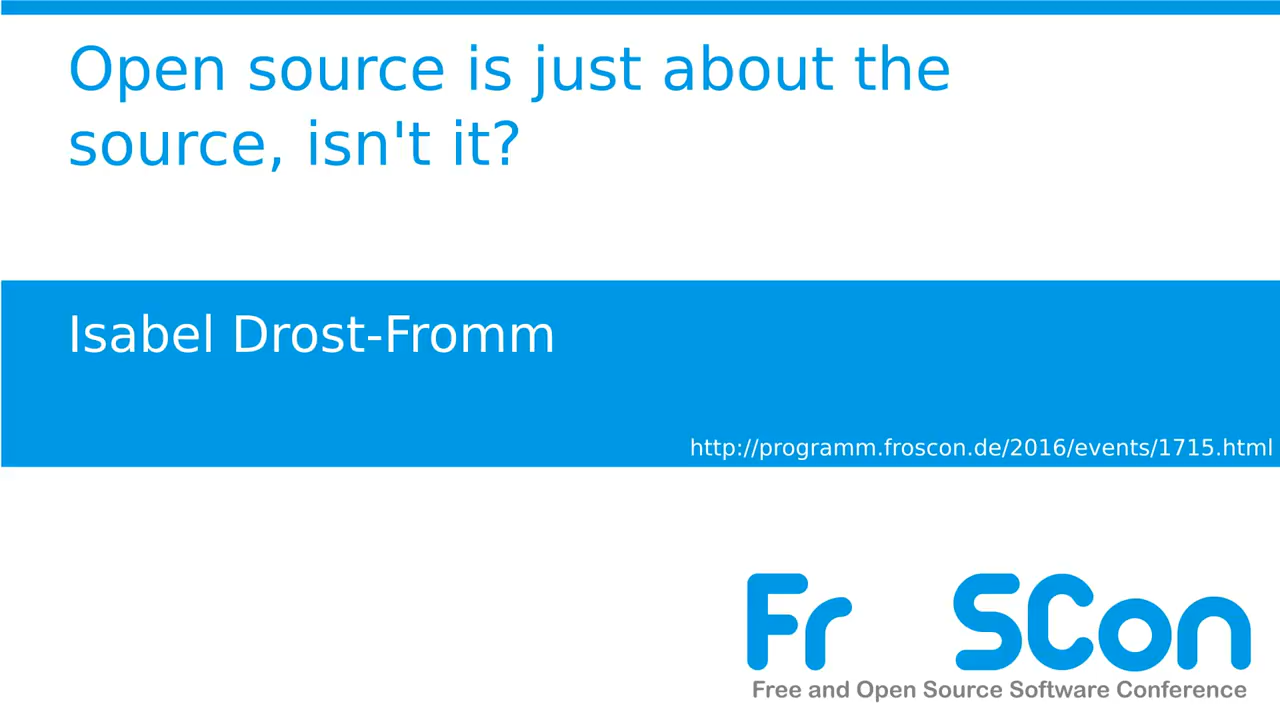 Open source is just about the
source, isn't it?
Isabel Drost-Fromm
http://programm.froscon.de/2016/events/1715.html
Fr SCon
Free and Open Source Software Conference